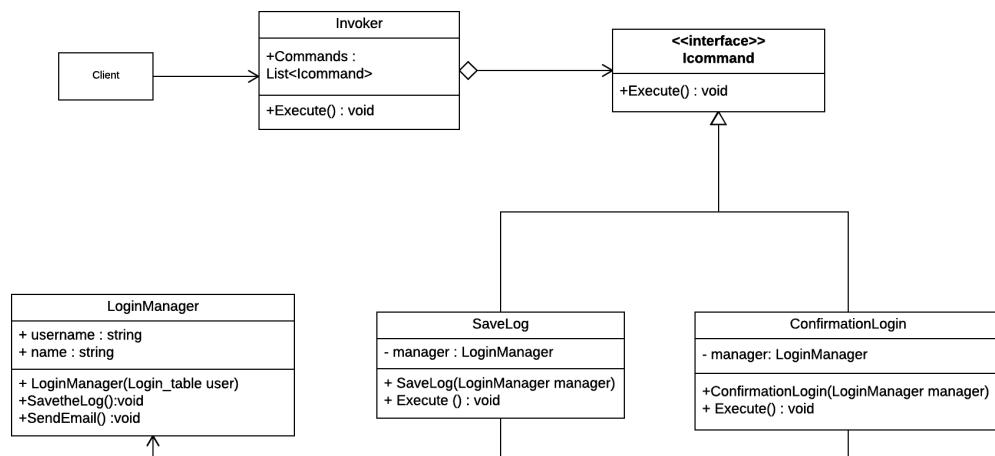 Client
Invoker
+Commands :
List<Icommand>
+Execute() : void
<<interface>>
Icommand
+Execute() : void
LoginManager
+ username : string
+ name : string
+ LoginManager(Login_table user)
+SavetheLog():void
+SendEmail() :void
SaveLog
- manager : LoginManager
+ SaveLog(LoginManager manager)
+ Execute () : void
ConfirmationLogin
- manager: LoginManager
+ConfirmationLogin(LoginManager manager)
+ Execute() : void